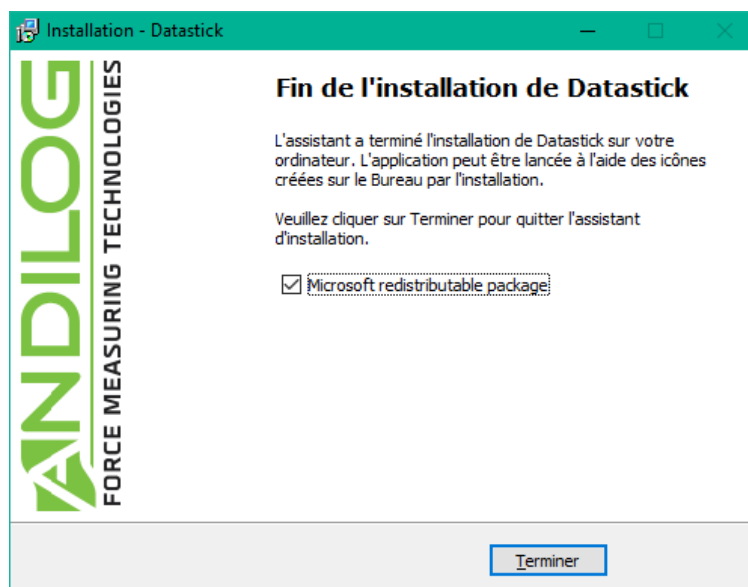 Installation - Datastick
ANDILOG
FORCE MEASURING TECHNOLOGIES
Fin de l'installation de Datastick
L'assistant a terminé l'installation de Datastick sur votre
ordinateur. L'application peut être lancée à l'aide des icônes
créées sur le Bureau par l'installation.
Veuillez cliquer sur Terminer pour quitter l'assistant
d'installation.
Microsoft redistributable package
Terminer